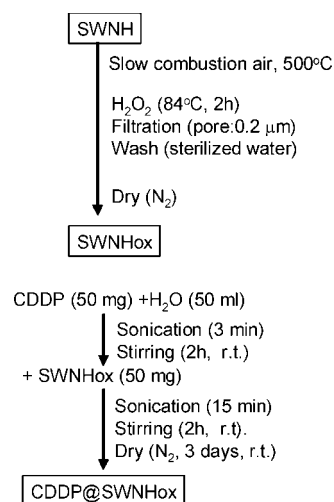 SWNH
Slow combustion air, 500°C
H₂O₂ (84°C, 2h)
Filtration (pore:0.2 μm)
Wash (sterilized water)
Dry (N₂)
SWNHox
CDDP (50 mg) +H₂O (50 ml)
Sonication (3 min)
Stirring (2h, r.t.)
+ SWNHox (50 mg)
Sonication (15 min)
Stirring (2h, r.t).
Dry (N₂, 3 days, r.t.)
CDDP@SWNHox